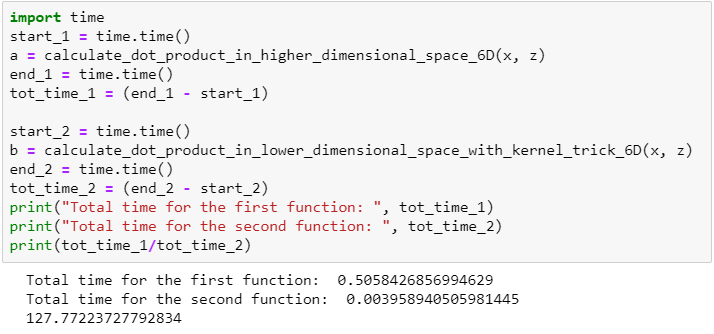 import time
start_1 = time.time()
a = calculate_dot_product_in_higher_dimensional_space_6D(x, z)
end_1 = time.time()
tot_time_1 = (end_1 - start_1)
start_2 = time.time()
b = calculate_dot_product_in_lower_dimensional_space_with_kernel_trick_6D(x, z)
end_2 = time.time()
tot_time_2 = (end_2 - start_2)
print("Total time for the first function: ", tot_time_1)
print("Total time for the second function: ", tot_time_2)
print(tot_time_1/tot_time_2)
Total time for the first function:  0.5058426856994629
Total time for the second function:  0.003958940505981445
127.77223727792834